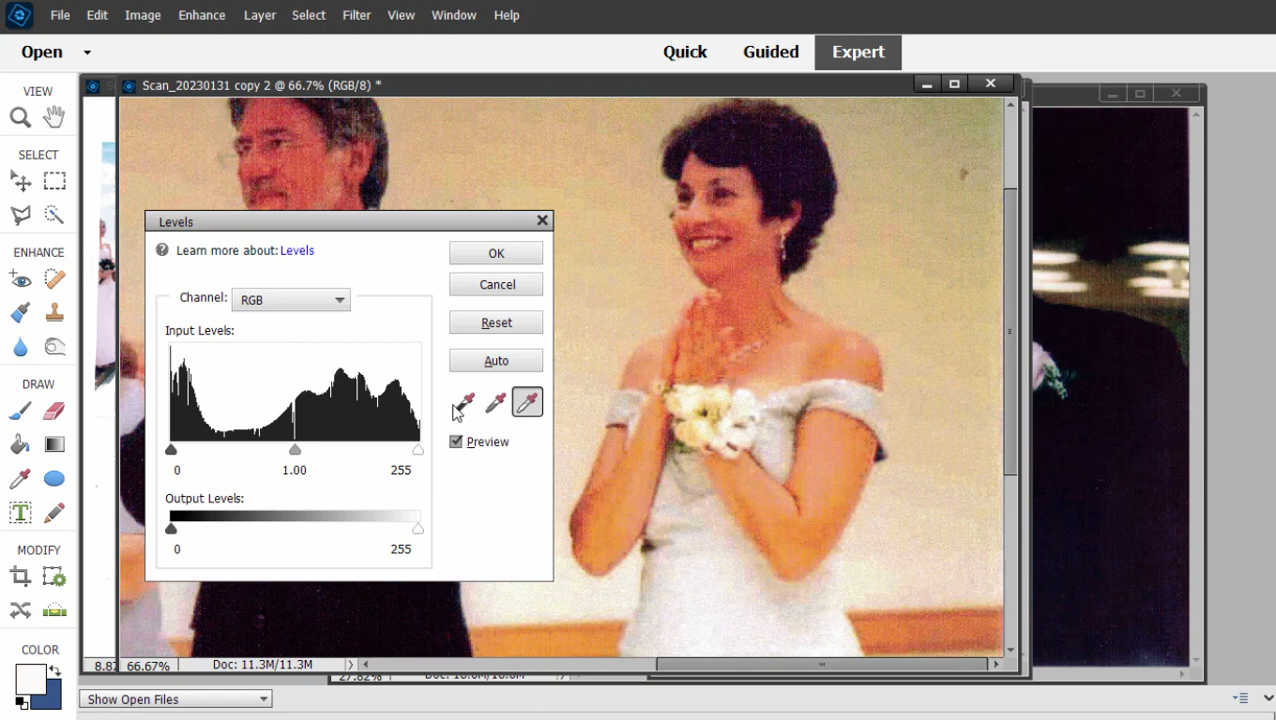 File Edit Image Enhance Layer Select Filter View Window Help
Open Quick Guided Expert
VIEW
Scan_20230131 copy 2 @ 66.7% (RGB/8) *
SELECT
Levels
Learn more about: Levels
OK
ENHANCE
Cancel
Channel: RGB
Reset
Input Levels:
Auto
DRAW
Preview
0 1.00 255
Output Levels:
T
0 255
MODIFY
COLOR
8.87 66.67% Doc: 11.3M/11.3M
Show Open Files